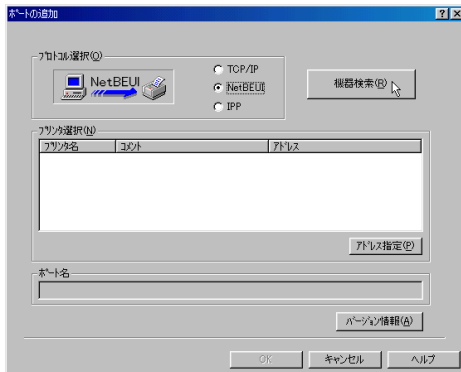 ポートの追加
プロトコル選択(O)
NetBEUI
TCP/IP
NetBEUI
IPP
機器検索(R)
プリンタ選択(N)
プリンタ名 コメント アドレス
アドレス指定(P)
ポート名
バージョン情報(A)
OK キャンセル ヘルプ